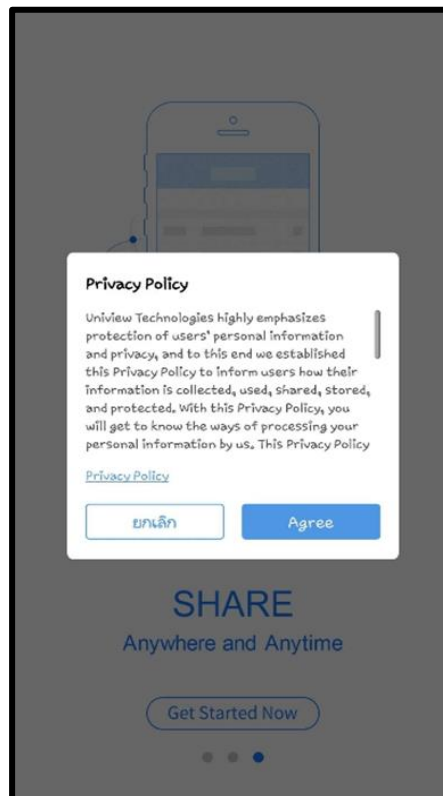 Privacy Policy
Uniview Technologies highly emphasizes
protection of users' personal information
and privacy, and to this end we established
this Privacy Policy to inform users how their
information is collected, used, shared, stored,
and protected. With this Privacy Policy, you
will get to know the ways of processing your
personal information by us. This Privacy Policy
Privacy Policy
ยกเลิก Agree
SHARE
Anywhere and Anytime
Get Started Now